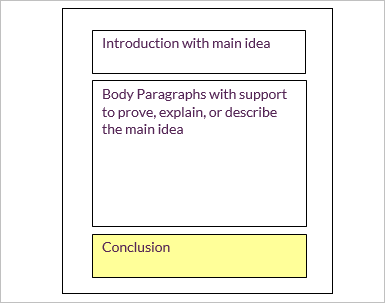 Introduction with main idea
Body Paragraphs with support
to prove, explain, or describe
the main idea
Conclusion